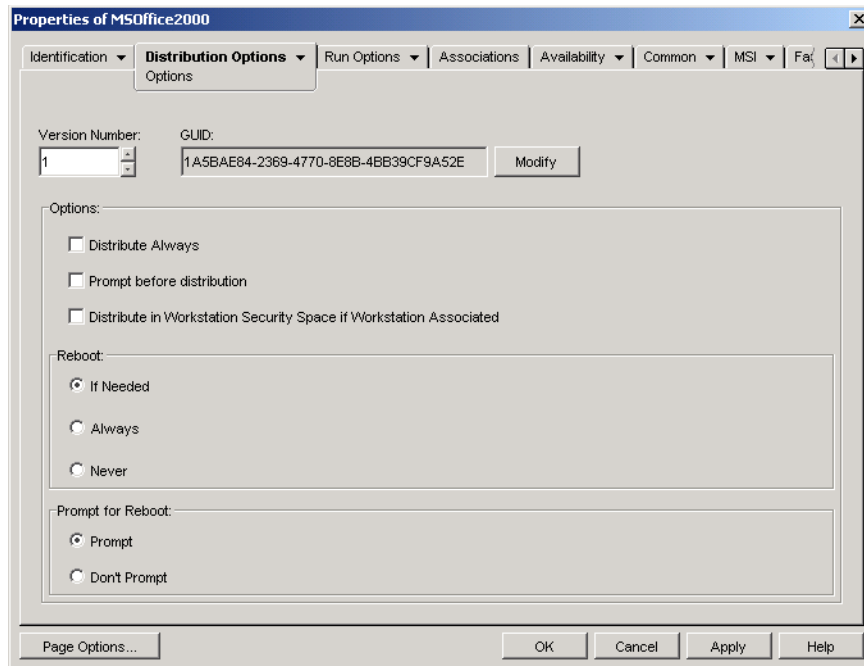 Properties of MSOffice2000
Identification Distribution Options Run Options Associations Availability Common MSI
Options
Version Number: GUID:
1 1A5BAE84-2369-4770-8E8B-4BB39CF9A52E Modify
Options:
Distribute Always
Prompt before distribution
Distribute in Workstation Security Space if Workstation Associated
Reboot:
If Needed
Always
Never
Prompt for Reboot:
Prompt
Don't Prompt
Page Options... OK Cancel Apply Help